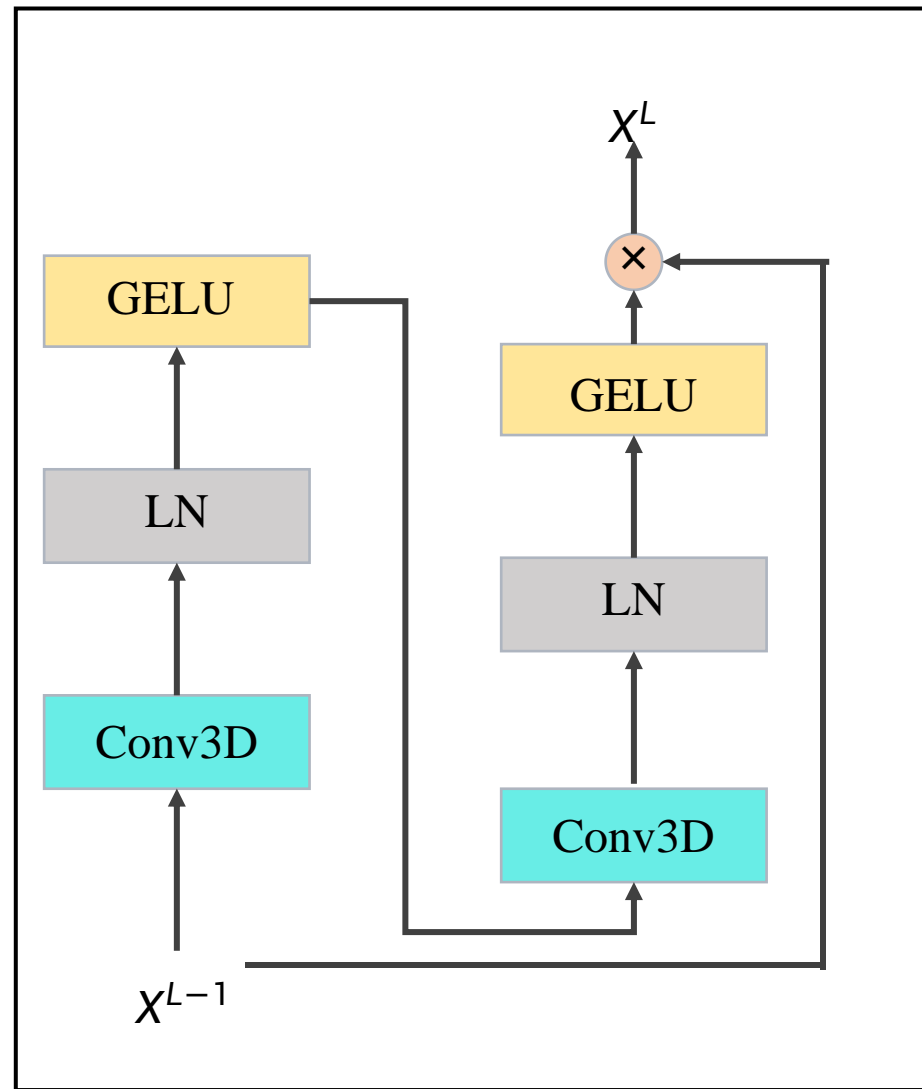 X^L
×
GELU
GELU
LN
LN
Conv3D
Conv3D
X^{L−1}